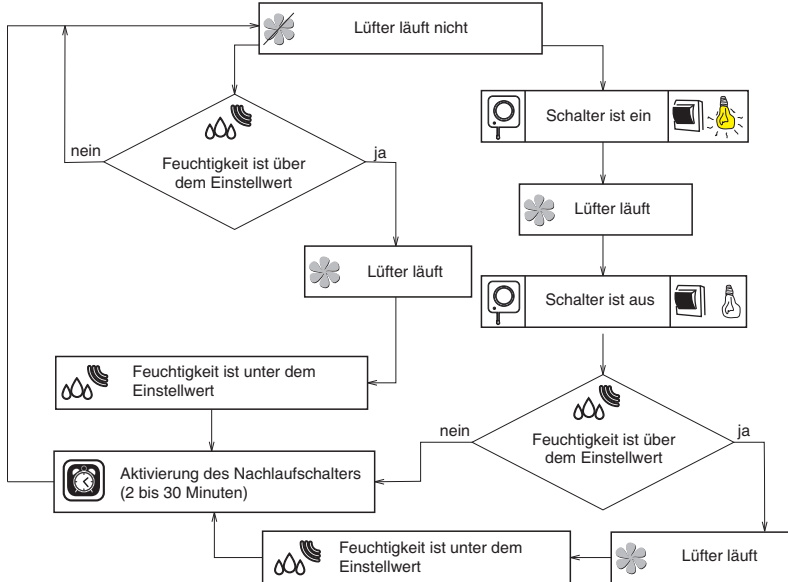 Lüfter läuft nicht
Schalter ist ein
nein
Feuchtigkeit ist über
dem Einstellwert
ja
Lüfter läuft
Lüfter läuft
Schalter ist aus
Feuchtigkeit ist unter dem
Einstellwert
nein
Feuchtigkeit ist über
dem Einstellwert
ja
Aktivierung des Nachlaufschalters
(2 bis 30 Minuten)
Feuchtigkeit ist unter dem
Einstellwert
Lüfter läuft